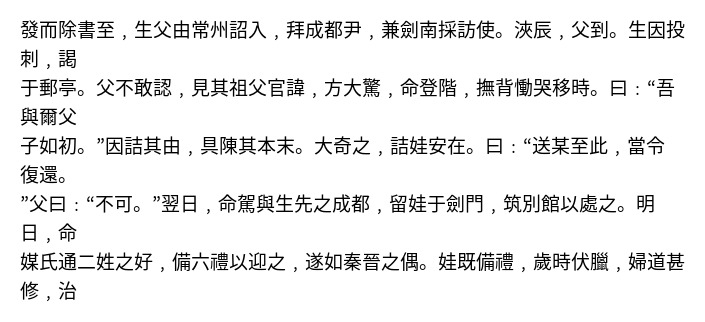 發而除書至﹐生父由常州詔入﹐拜成都尹﹐兼劍南採訪使。浹辰﹐父到。生因投
刺﹐謁
于郵亭。父不敢認﹐見其祖父官諱﹐方大驚﹐命登階﹐撫背慟哭移時。曰﹕“吾
與爾父
子如初。”因詰其由﹐具陳其本末。大奇之﹐詰娃安在。曰﹕“送某至此﹐當令
復還。
”父曰﹕“不可。”翌日﹐命駕與生先之成都﹐留娃于劍門﹐筑別館以處之。明
日﹐命
媒氏通二姓之好﹐備六禮以迎之﹐遂如秦晉之偶。娃既備禮﹐歲時伏臘﹐婦道甚
修﹐治